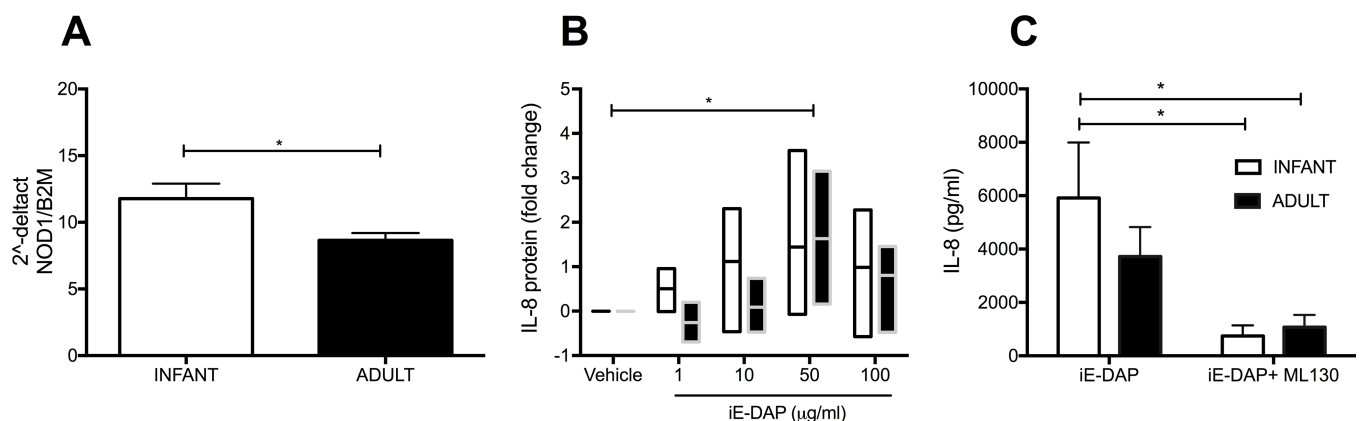 A
2^-deltact
NOD1/B2M
20
15
10
5
0
*
INFANT
ADULT
B
IL-8 protein (fold change)
5
4
3
2
1
0
-1
*
Vehicle
1
10
50
100
iE-DAP (μg/ml)
C
IL-8 (pg/ml)
10000
8000
6000
4000
2000
0
*
*
INFANT
ADULT
iE-DAP
iE-DAP+ ML130